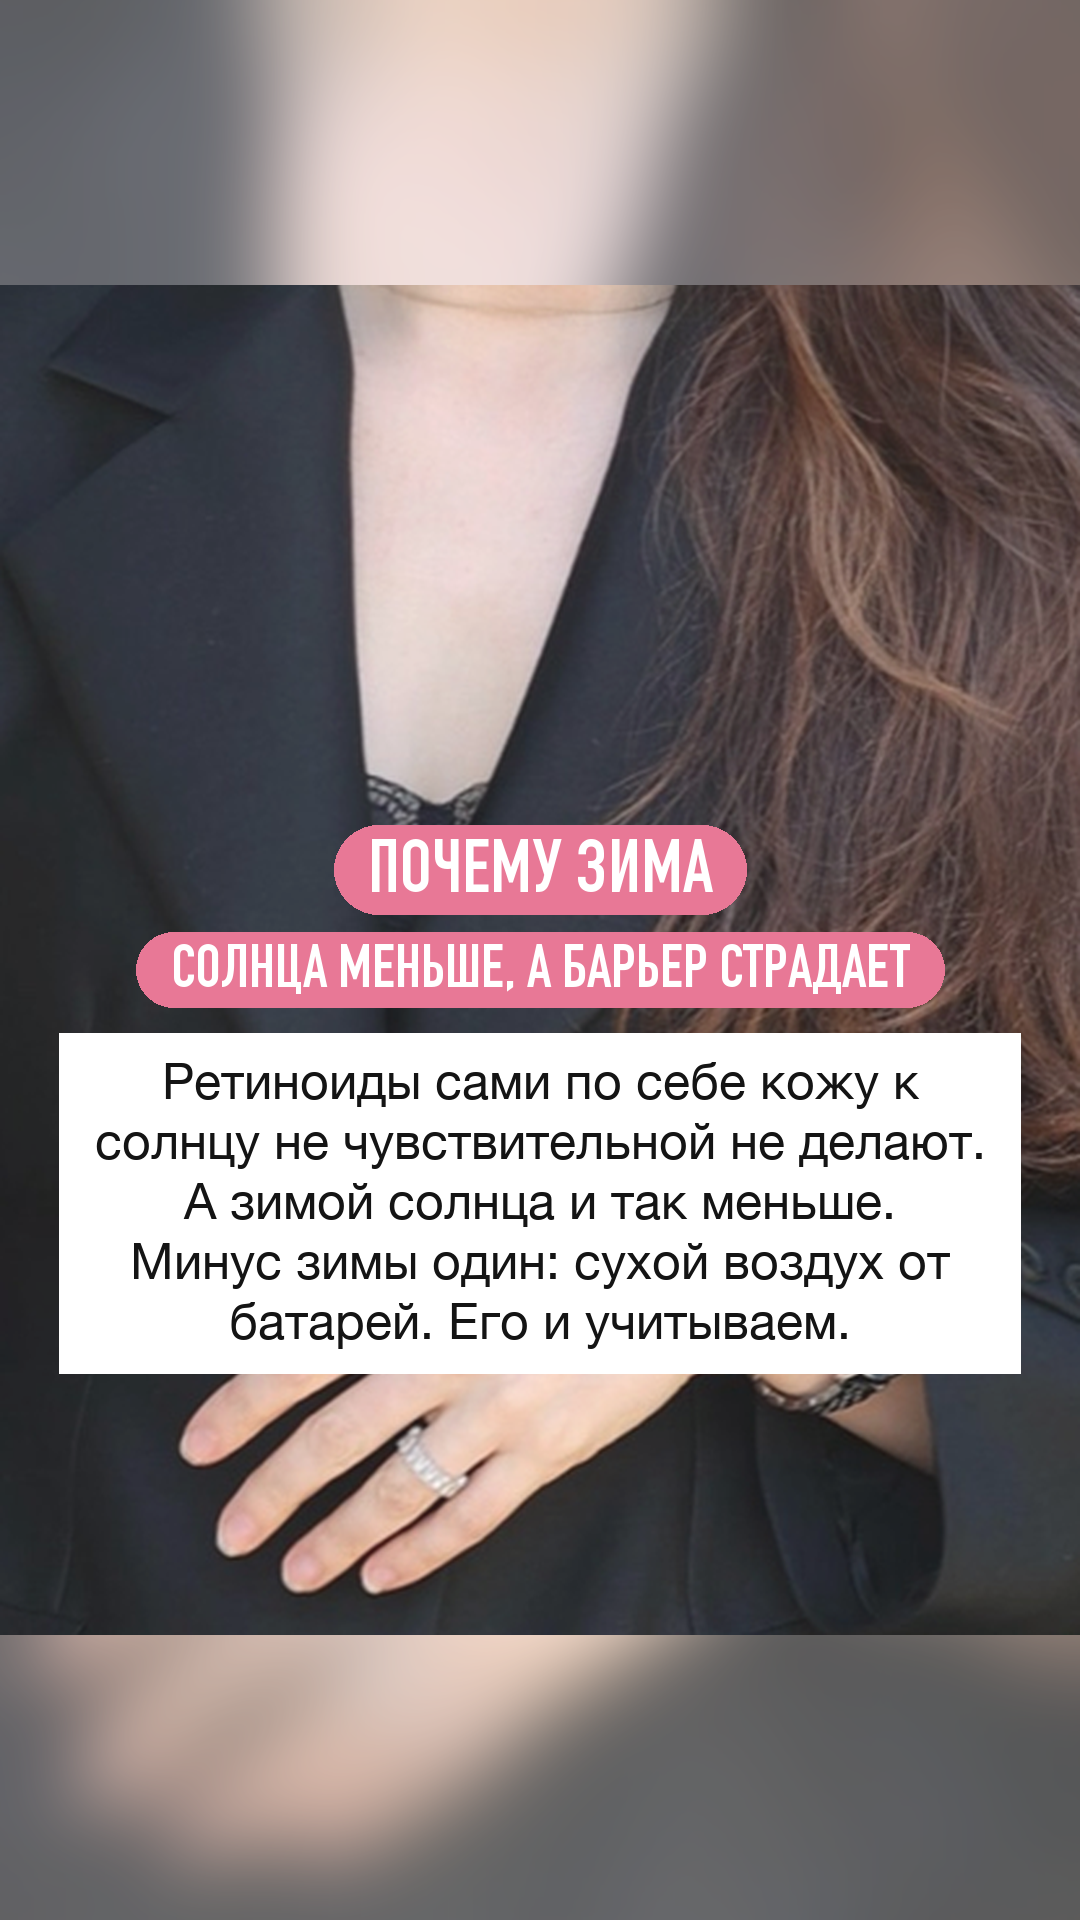 ПОЧЕМУ ЗИМА
СОЛНЦА МЕНЬШЕ, А БАРЬЕР СТРАДАЕТ
Ретиноиды сами по себе кожу к
солнцу не чувствительной не делают.
А зимой солнца и так меньше.
Минус зимы один: сухой воздух от
батарей. Его и учитываем.